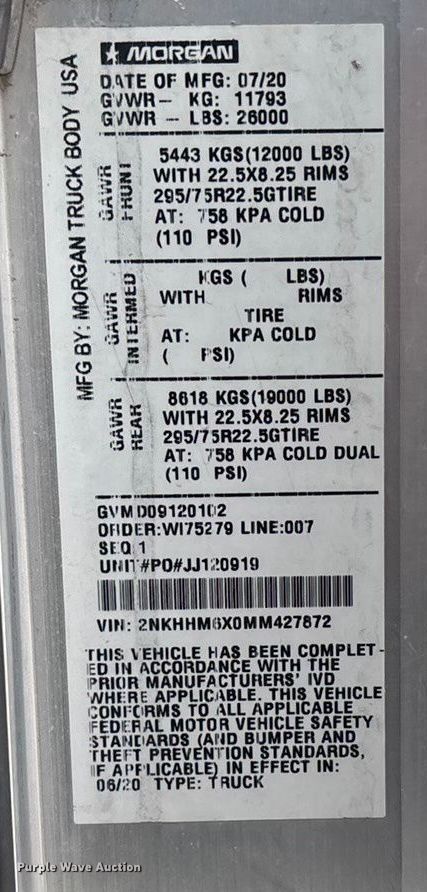 MORGAN
DATE OF MFG: 07/20
GVWR - KG: 11793
GVWR - LBS: 26000
MFG BY: MORGAN TRUCK BODY USA
GAWR FRUNT
5443 KGS(12000 LBS)
WITH 22.5X8.25 RIMS
295/75R22.5GTIRE
AT: 758 KPA COLD
(110 PSI)
GAWR INTERMED
KGS ( LBS)
WITH RIMS
TIRE
AT: KPA COLD
( PSI)
GAWR REAR
8618 KGS(19000 LBS)
WITH 22.5X8.25 RIMS
295/75R22.5GTIRE
AT: 758 KPA COLD DUAL
(110 PSI)
GVMD09120102
ORDER:WI75279 LINE:007
SEQ:1
UNIT#PO#JJ120919
VIN: 2NKHHM6X0MM427872
THIS VEHICLE HAS BEEN COMPLET-
ED IN ACCORDANCE WITH THE
PRIOR MANUFACTURERS' IVD
WHERE APPLICABLE. THIS VEHICLE
CONFORMS TO ALL APPLICABLE
FEDERAL MOTOR VEHICLE SAFETY
STANDARDS (AND BUMPER AND
THEFT PREVENTION STANDARDS,
IF APPLICABLE) IN EFFECT IN:
06/20 TYPE: TRUCK
Purple Wave Auction